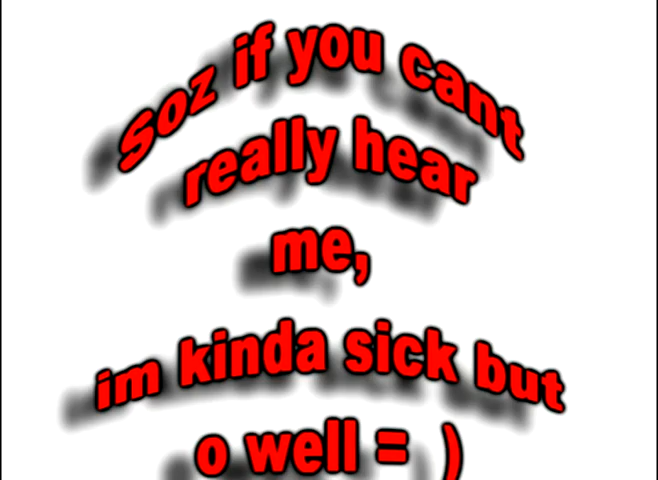 soz if you cant
really hear
me,
im kinda sick but
o well = )